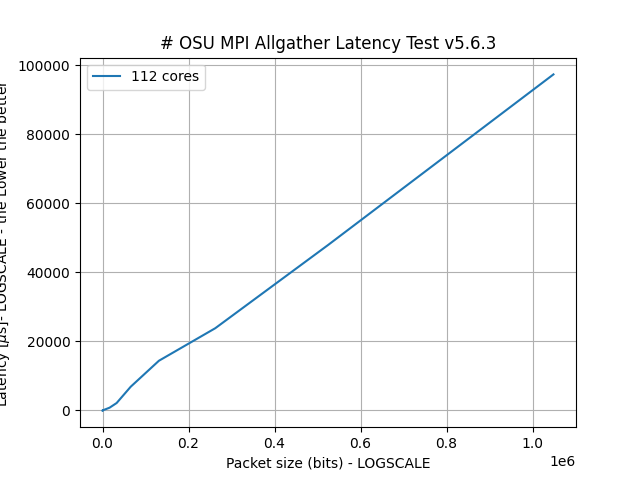 # OSU MPI Allgather Latency Test v5.6.3
112 cores
100000
80000
60000
40000
20000
0
Latency [µs]- LOGSCALE - the Lower the better
0.0 0.2 0.4 0.6 0.8 1.0
1e6
Packet size (bits) - LOGSCALE